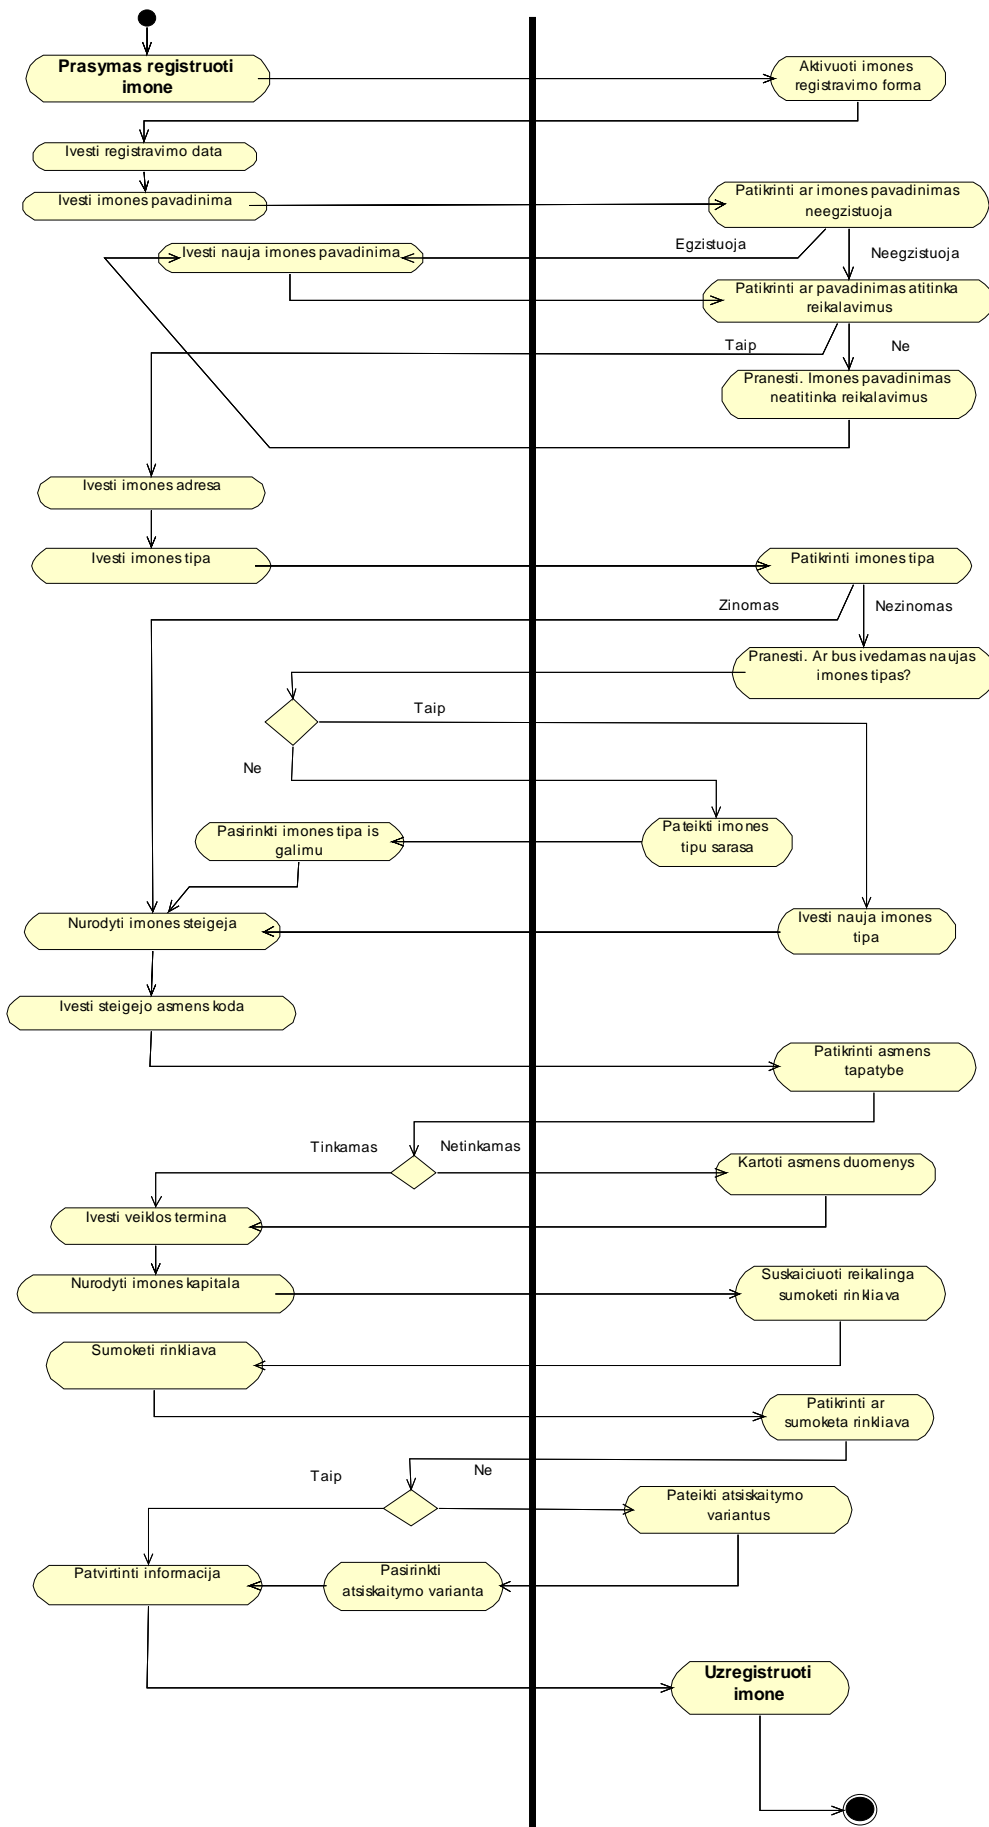 Prasymas registruoti
imone
Aktivuoti imones
registravimo forma
Ivesti registravimo data
Ivesti imones pavadinima
Patikrinti ar imones pavadinimas
neegzistuoja
Ivesti nauja imones pavadinima
Egzistuoja
Neegzistuoja
Patikrinti ar pavadinimas atitinka
reikalavimus
Taip
Ne
Pranesti. Imones pavadinimas
neatitinka reikalavimus
Ivesti imones adresa
Ivesti imones tipa
Patikrinti imones tipa
Zinomas
Nezinomas
Pranesti. Ar bus ivedamas naujas
imones tipas?
Taip
Ne
Pasirinkti imones tipa is
galimu
Pateikti imones
tipu sarasa
Nurodyti imones steigeja
Ivesti nauja imones
tipa
Ivesti steigejo asmens koda
Patikrinti asmens
tapatybe
Tinkamas
Netinkamas
Kartoti asmens duomenys
Ivesti veiklos termina
Nurodyti imones kapitala
Suskaiciuoti reikalinga
sumoketi rinkliava
Sumoketi rinkliava
Patikrinti ar
sumoketa rinkliava
Taip
Ne
Pateikti atsiskaitymo
variantus
Patvirtinti informacija
Pasirinkti
atsiskaitymo varianta
Uzregistruoti
imone